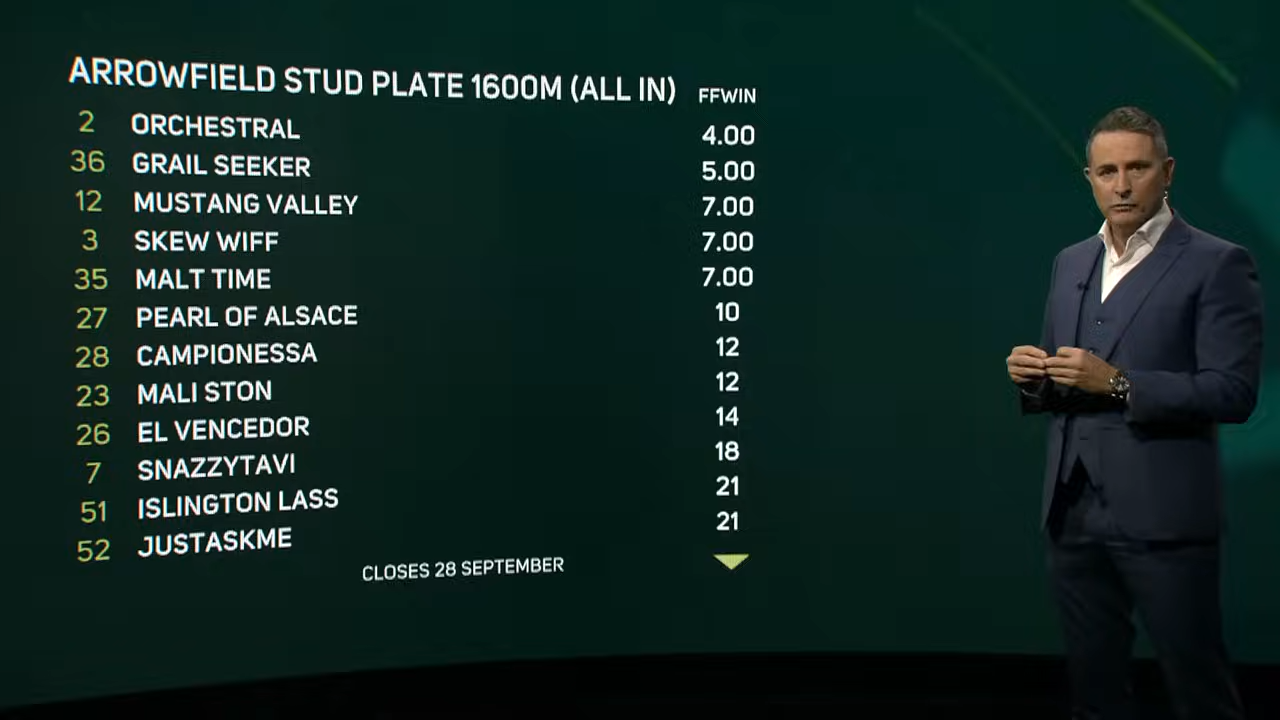 ARROWFIELD STUD PLATE 1600M (ALL IN) FFWIN
2 ORCHESTRAL 4.00
36 GRAIL SEEKER 5.00
12 MUSTANG VALLEY 7.00
3 SKEW WIFF 7.00
35 MALT TIME 7.00
27 PEARL OF ALSACE 10
28 CAMPIONESSA 12
23 MALI STON 12
26 EL VENCEDOR 14
7 SNAZZYTAVI 18
51 ISLINGTON LASS 21
52 JUSTASKME 21
CLOSES 28 SEPTEMBER